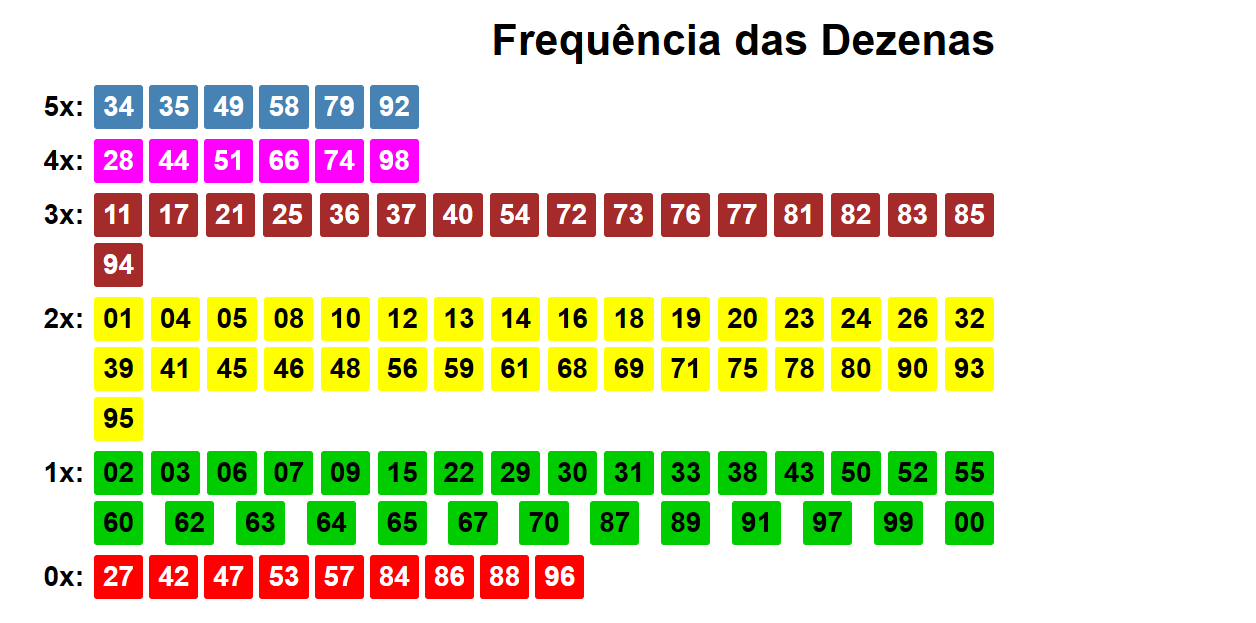 Frequência das Dezenas
5x: 34 35 49 58 79 92
4x: 28 44 51 66 74 98
3x: 11 17 21 25 36 37 40 54 72 73 76 77 81 82 83 85
94
2x: 01 04 05 08 10 12 13 14 16 18 19 20 23 24 26 32
39 41 45 46 48 56 59 61 68 69 71 75 78 80 90 93
95
1x: 02 03 06 07 09 15 22 29 30 31 33 38 43 50 52 55
60 62 63 64 65 67 70 87 89 91 97 99 00
0x: 27 42 47 53 57 84 86 88 96